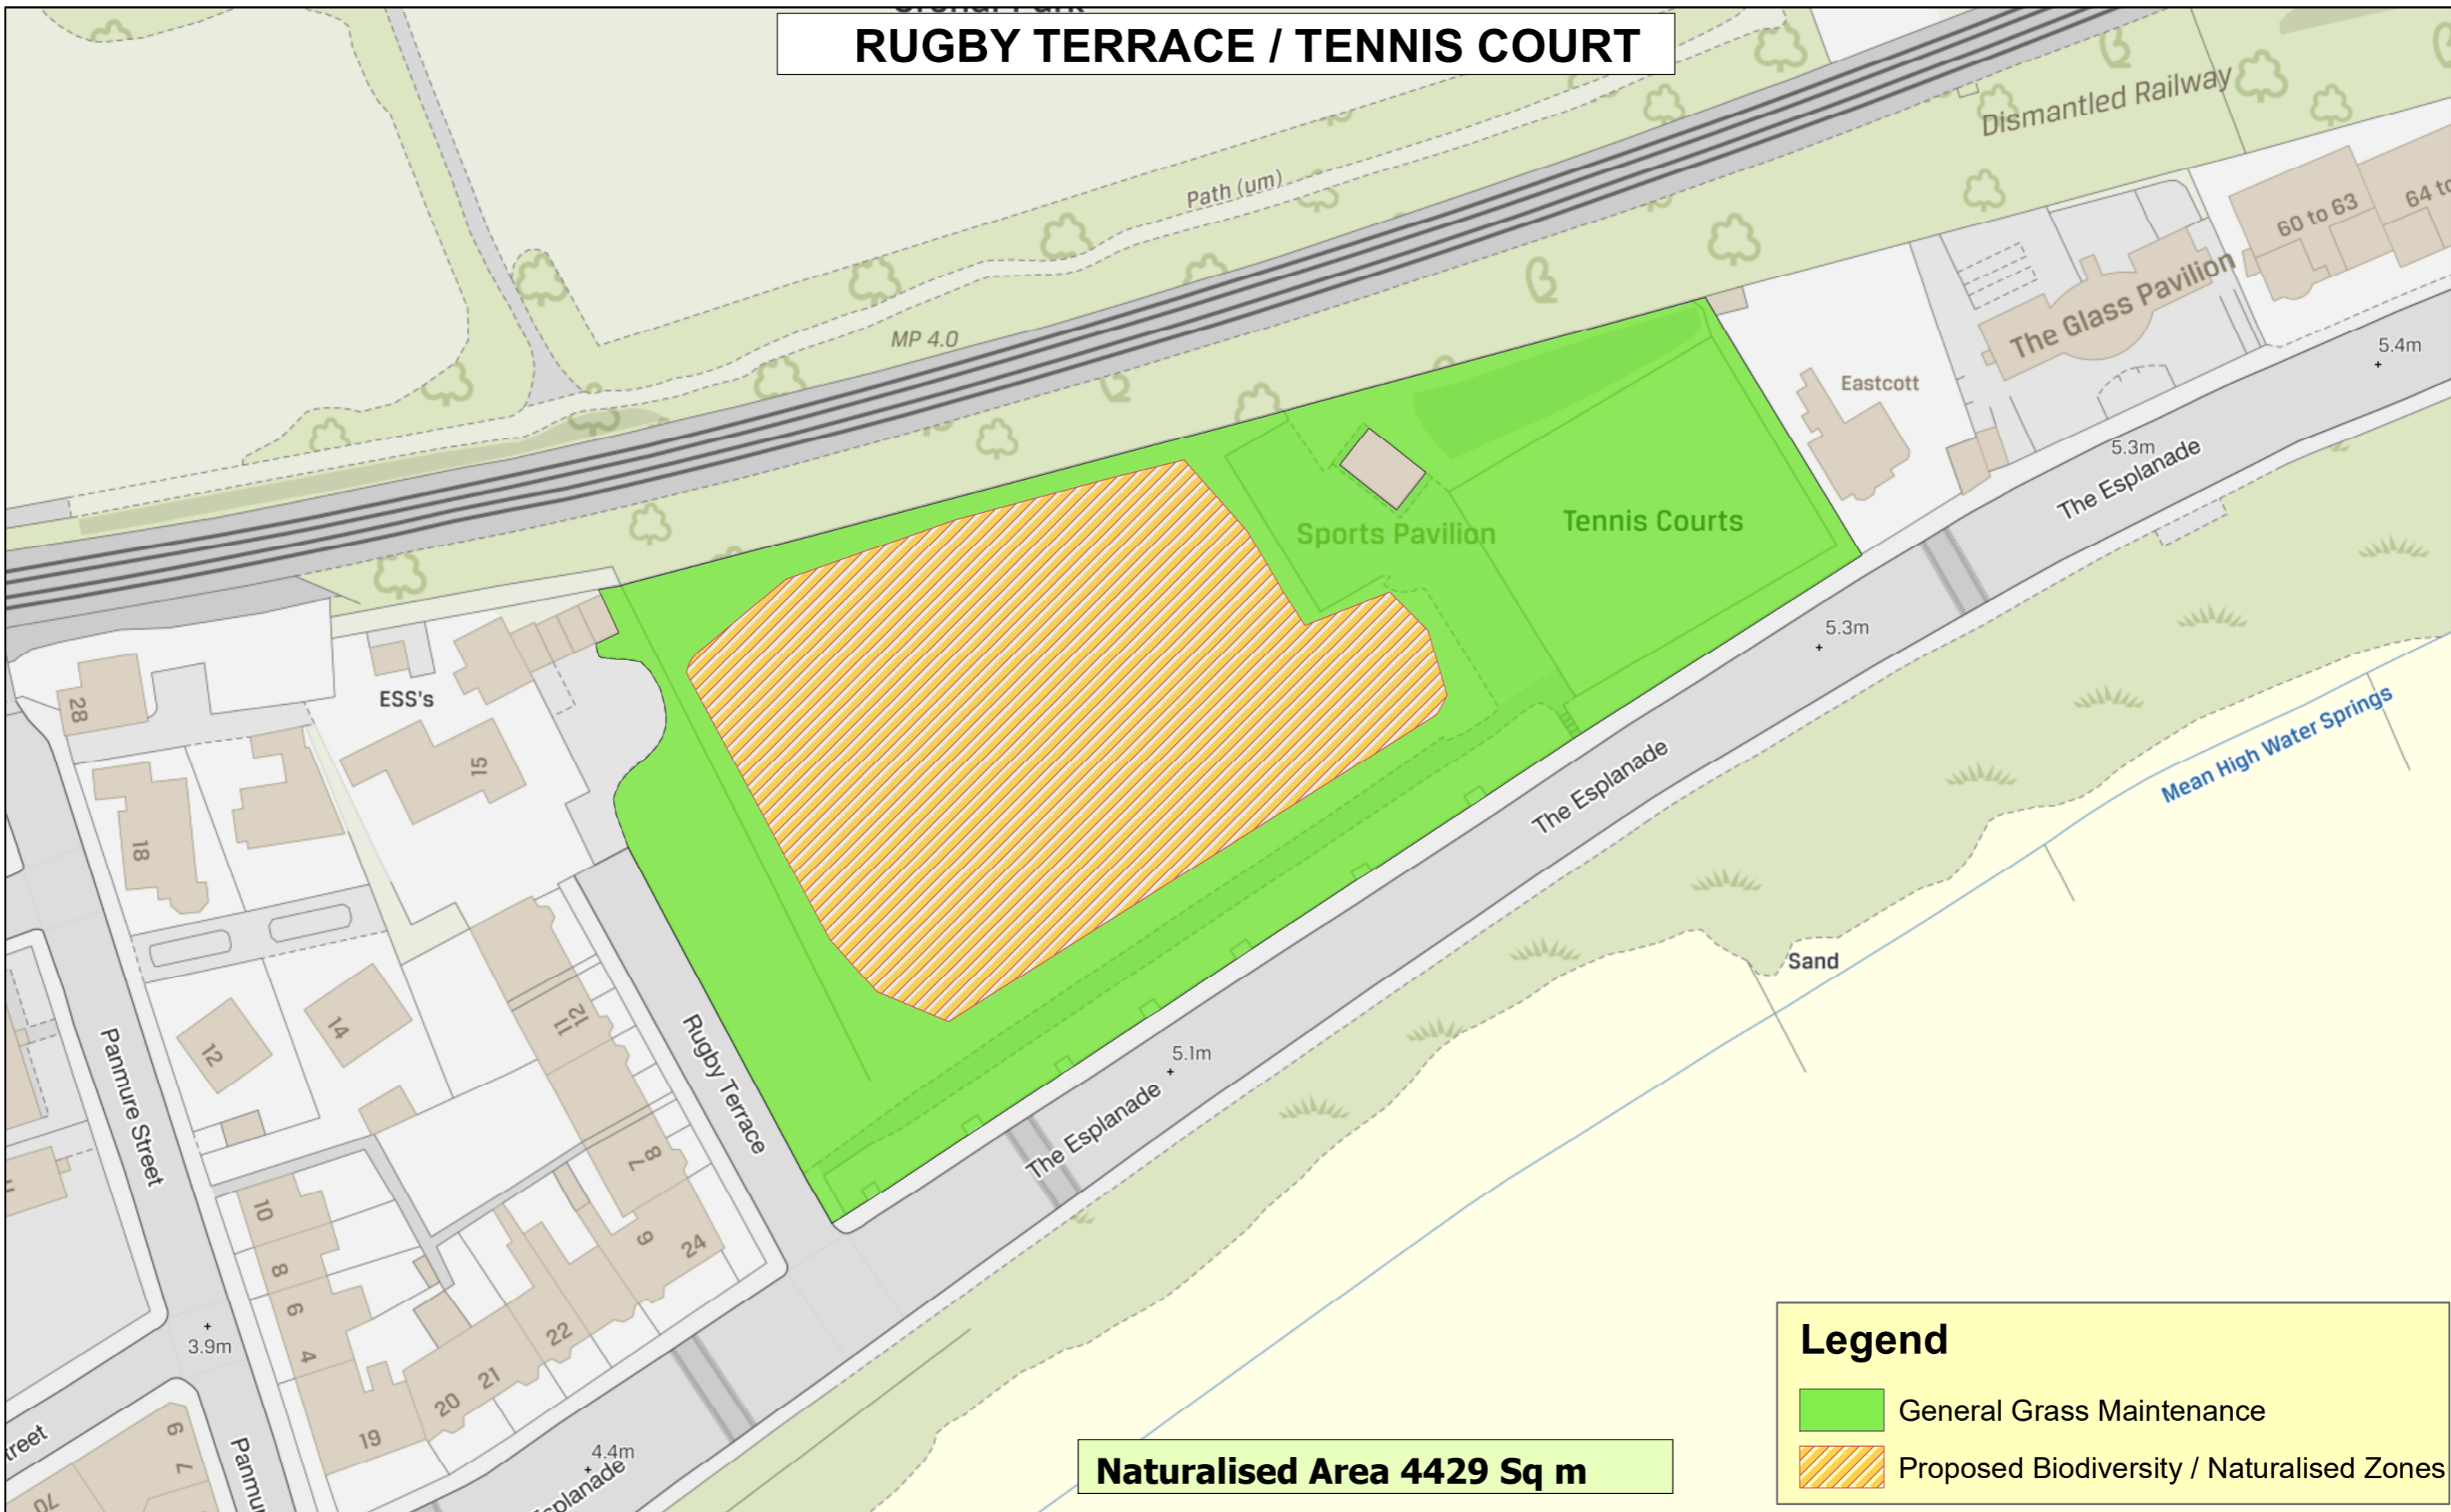 RUGBY TERRACE / TENNIS COURT
Dismantled Railway
Path (um)
60 to 63
64 to
The Glass Pavilion
MP 4.0
5.4m
Eastcott
5.3m
The Esplanade
Sports Pavilion
Tennis Courts
5.3m
ESS's
28
15
18
Mean High Water Springs
The Esplanade
Sand
12
11
14
12
Rugby Terrace
Panmure Street
5.1m
The Esplanade
8
7
10
9
24
8
6
22
4
21
20
19
3.9m
4.4m
Naturalised Area 4429 Sq m
Legend
General Grass Maintenance
Proposed Biodiversity / Naturalised Zones